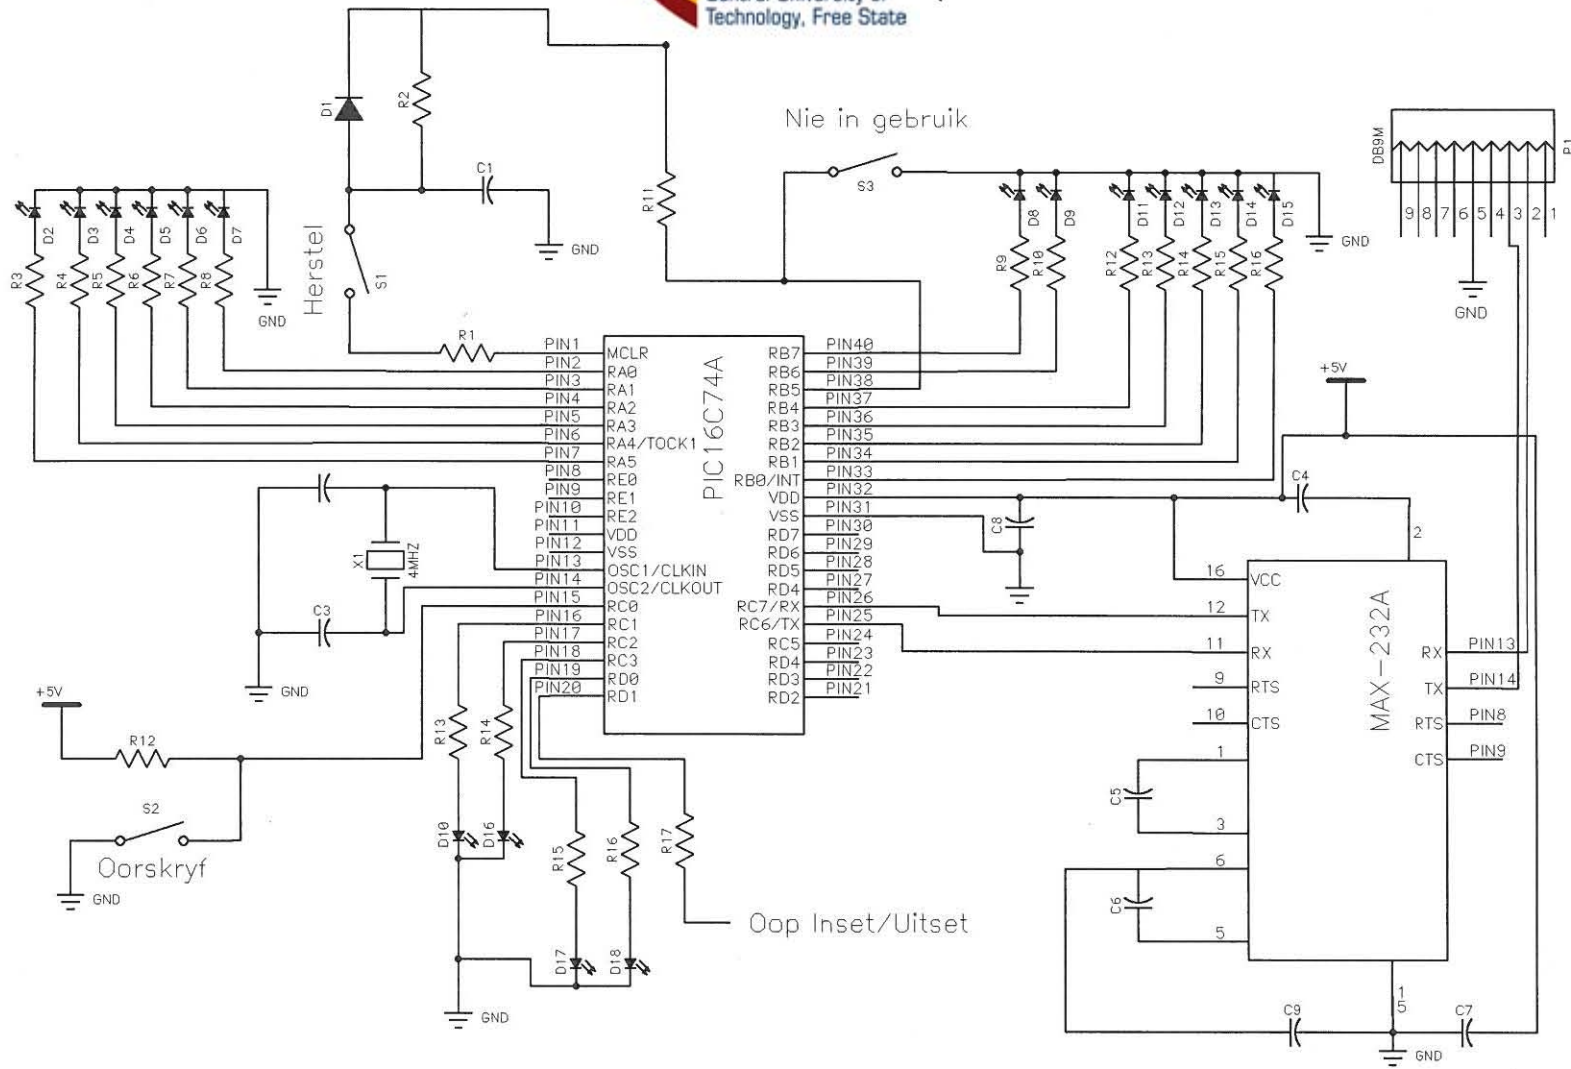 Technology, Free State
D1
R2
C1
GND
Herstel
S1
R1
R11
Nie in gebruik
S3
D2
D3
D4
D5
D6
D7
R3
R4
R5
R6
R7
R8
GND
D8
D9
D11
D12
D13
D14
D15
R9
R10
R12
R13
R14
R15
R16
GND
DB9M
P1
9
8
7
6
5
4
3
2
1
GND
+5V
PIC16C74A
PIN1 MCLR
PIN2 RA0
PIN3 RA1
PIN4 RA2
PIN5 RA3
PIN6 RA4/TOCK1
PIN7 RA5
PIN8 RE0
PIN9 RE1
PIN10 RE2
PIN11 VDD
PIN12 VSS
PIN13 OSC1/CLKIN
PIN14 OSC2/CLKOUT
PIN15 RC0
PIN16 RC1
PIN17 RC2
PIN18 RC3
PIN19 RD0
PIN20 RD1
RB7 PIN40
RB6 PIN39
RB5 PIN38
RB4 PIN37
RB3 PIN36
RB2 PIN35
RB1 PIN34
RB0/INT PIN33
VDD PIN32
VSS PIN31
RD7 PIN30
RD6 PIN29
RD5 PIN28
RD4 PIN27
RC7/RX PIN26
RC6/TX PIN25
RC5 PIN24
RD4 PIN23
RD3 PIN22
RD2 PIN21
X1
4MHZ
C3
GND
C8
C4
2
MAX-232A
16 VCC
12 TX
11 RX
9 RTS
10 CTS
1
3
6
5
RX PIN13
TX PIN14
RTS PIN8
CTS PIN9
C5
C6
1
5
C9
C7
GND
+5V
R12
S2
Oorskryf
GND
R13
R14
D10
D16
R15
R16
R17
D17
D18
GND
Oop Inset/Uitset